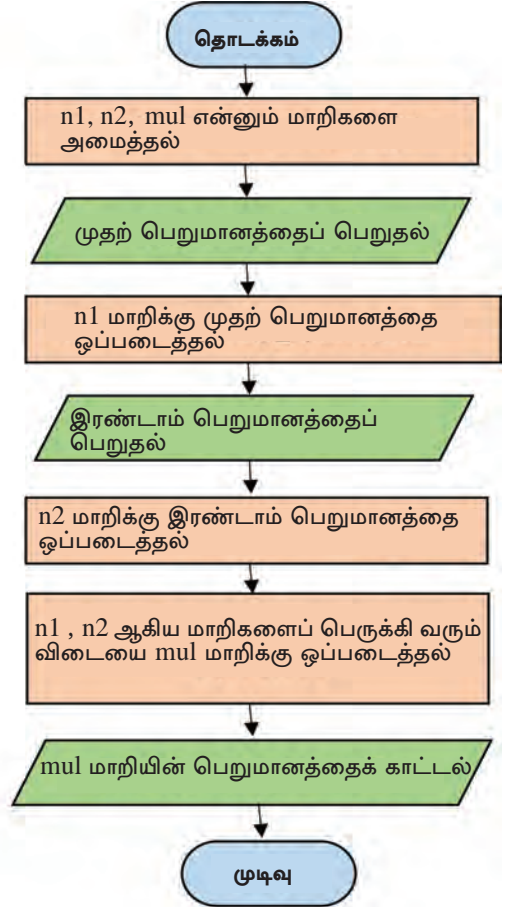 தொடக்கம்
n1, n2, mul என்னும் மாறிகளை
அமைத்தல்
முதற் பெறுமானத்தைப் பெறுதல்
n1 மாறிக்கு முதற் பெறுமானத்தை
ஒப்படைத்தல்
இரண்டாம் பெறுமானத்தைப்
பெறுதல்
n2 மாறிக்கு இரண்டாம் பெறுமானத்தை
ஒப்படைத்தல்
n1 , n2 ஆகிய மாறிகளைப் பெருக்கி வரும்
விடையை mul மாறிக்கு ஒப்படைத்தல்
mul மாறியின் பெறுமானத்தைக் காட்டல்
முடிவு